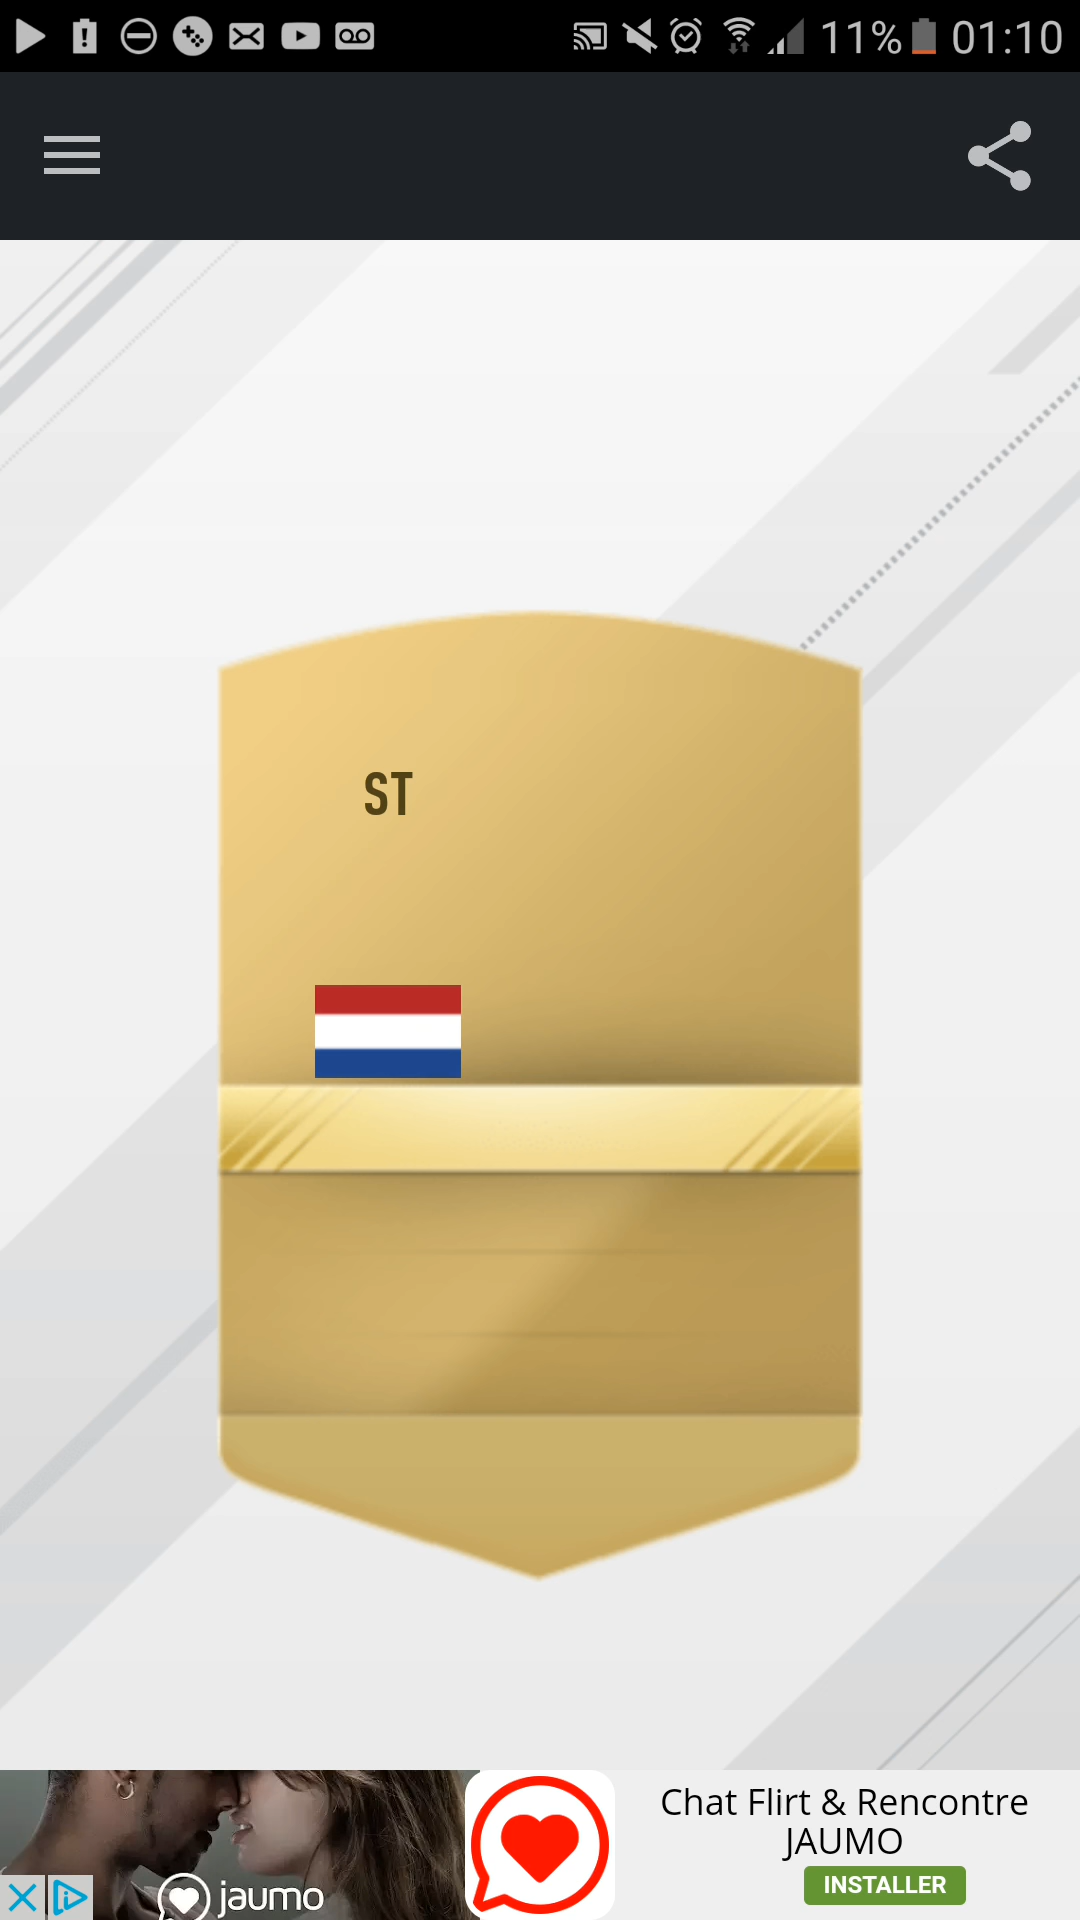 11% 01:10
ST
Chat Flirt & Rencontre
JAUMO
INSTALLER
jaumo